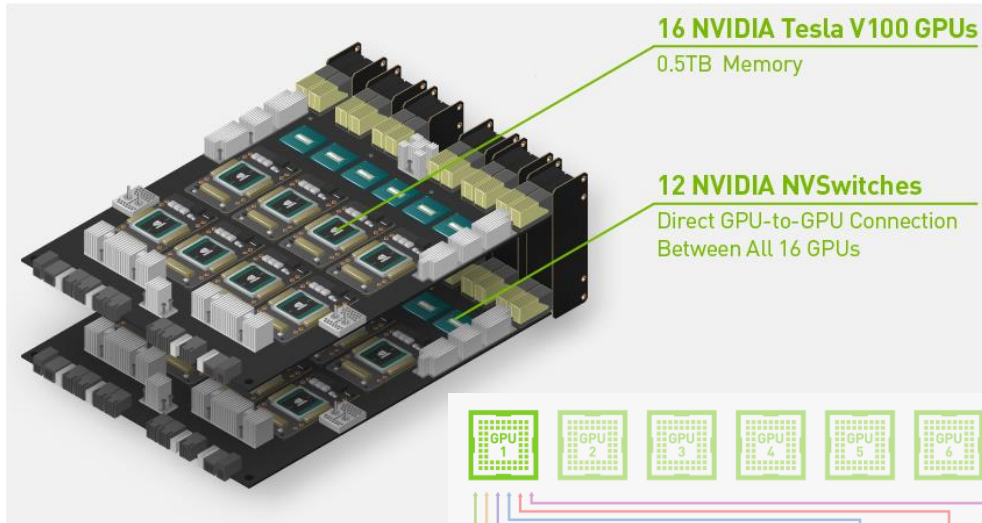 16 NVIDIA Tesla V100 GPUs
0.5TB Memory
12 NVIDIA NVSwitches
Direct GPU-to-GPU Connection
Between All 16 GPUs
GPU 1
GPU 2
GPU 3
GPU 4
GPU 5
GPU 6